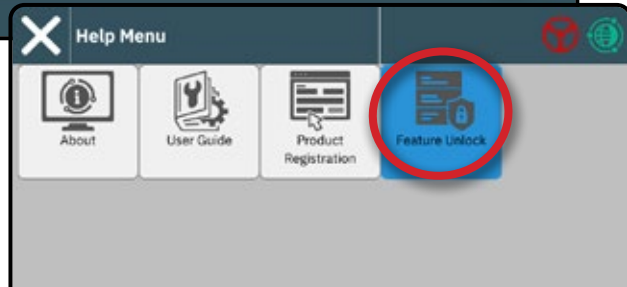 Help Menu
About
User Guide
Product
Registration
Feature Unlock